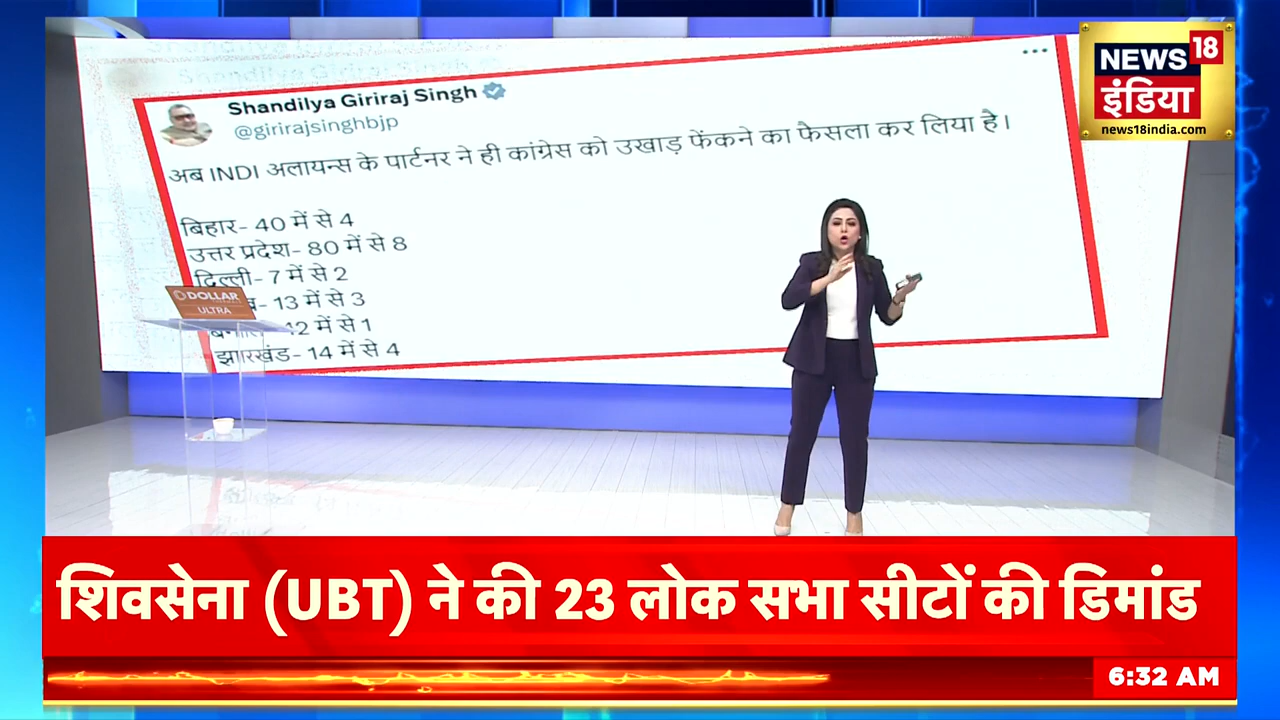 Shandilya Giriraj Singh
@girirajsinghbjp
अब INDI अलायन्स के पार्टनर ने ही कांग्रेस को उखाड़ फेंकने का फैसला कर लिया है।
बिहार- 40 में से 4
उत्तर प्रदेश- 80 में से 8
दिल्ली- 7 में से 2
- 13 में से 3
में से 1
झारखंड- 14 में से 4
DOLLAR
ULTRA
NEWS 18
इंडिया
news18india.com
शिवसेना (UBT) ने की 23 लोक सभा सीटों की डिमांड
6:32 AM